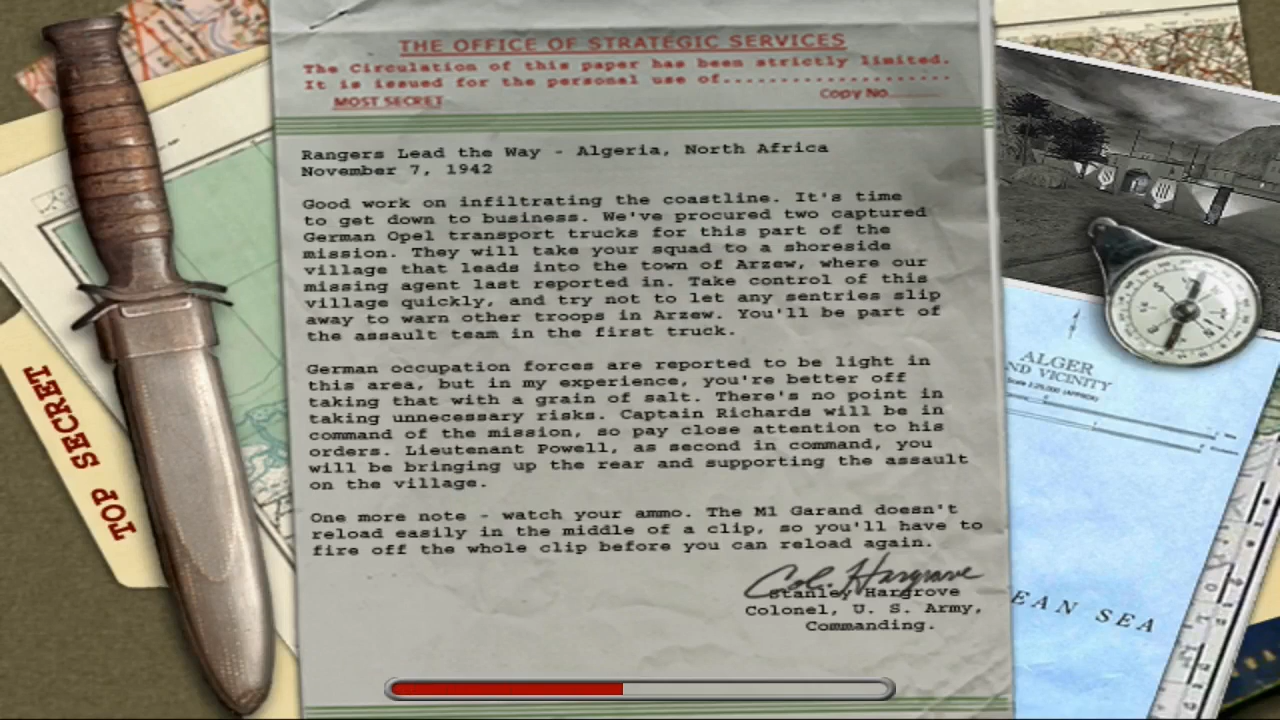 THE OFFICE OF STRATEGIC SERVICES
The Circulation of this paper has been strictly limited.
It is issued for the personal use of.....................
MOST SECRET
Copy No.
Rangers Lead the Way - Algeria, North Africa
November 7, 1942
Good work on infiltrating the coastline. It's time
to get down to business. We've procured two captured
German Opel transport trucks for this part of the
mission. They will take your squad to a shoreside
village that leads into the town of Arzew, where our
missing agent last reported in. Take control of this
village quickly, and try not to let any sentries slip
away to warn other troops in Arzew. You'll be part of
the assault team in the first truck.
German occupation forces are reported to be light in
this area, but in my experience, you're better off
taking that with a grain of salt. There's no point in
taking unnecessary risks. Captain Richards will be in
command of the mission, so pay close attention to his
orders. Lieutenant Powell, as second in command, you
will be bringing up the rear and supporting the assault
on the village.
One more note - watch your ammo. The M1 Garand doesn't
reload easily in the middle of a clip, so you'll have to
fire off the whole clip before you can reload again.
Col. Hargrove
Stanley Hargrove
Colonel, U. S. Army,
Commanding.
TOP SECRET
ALGER
ND VICINITY
EAN SEA